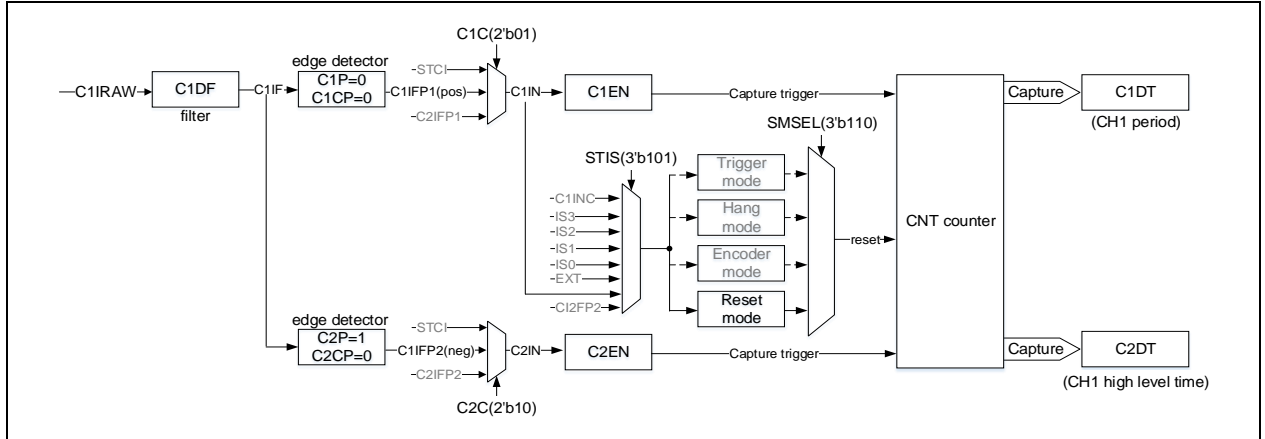 C1C(2'b01)
edge detector
C1P=0
C1CP=0
STCI
C1IRAW
C1DF
C1IF
C1IFP1(pos)
C1IN
C1EN
Capture trigger
Capture
C1DT
filter
C2IFP1
(CH1 period)
SMSEL(3'b110)
STIS(3'b101)
Trigger
mode
C1INC
IS3
Hang
mode
IS2
CNT counter
IS1
reset
IS0
Encoder
mode
EXT
Reset
mode
CI2FP2
edge detector
C2P=1
C2CP=0
STCI
C1IFP2(neg)
C2IN
C2EN
Capture trigger
Capture
C2DT
C2IFP2
(CH1 high level time)
C2C(2'b10)